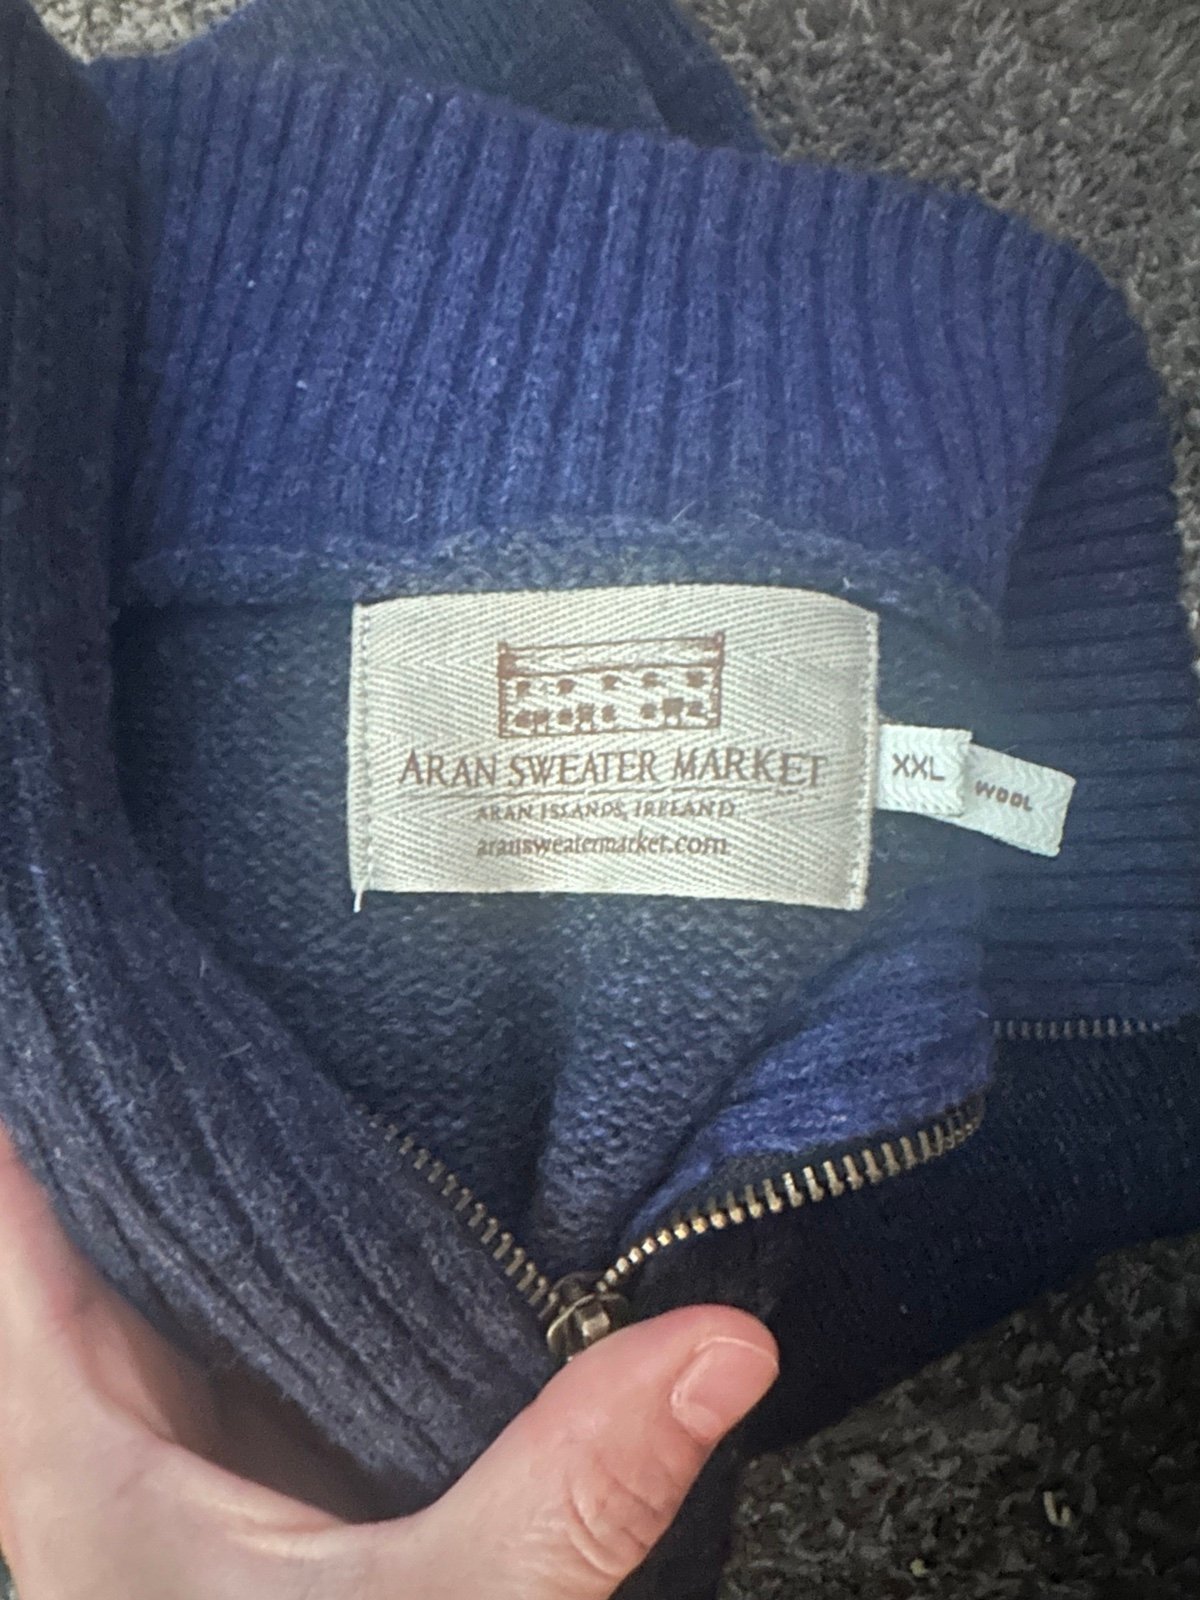 ARAN SWEATER MARKET
ARAN ISLANDS, IRELAND
aransweatermarket.com
XXL
WOOL